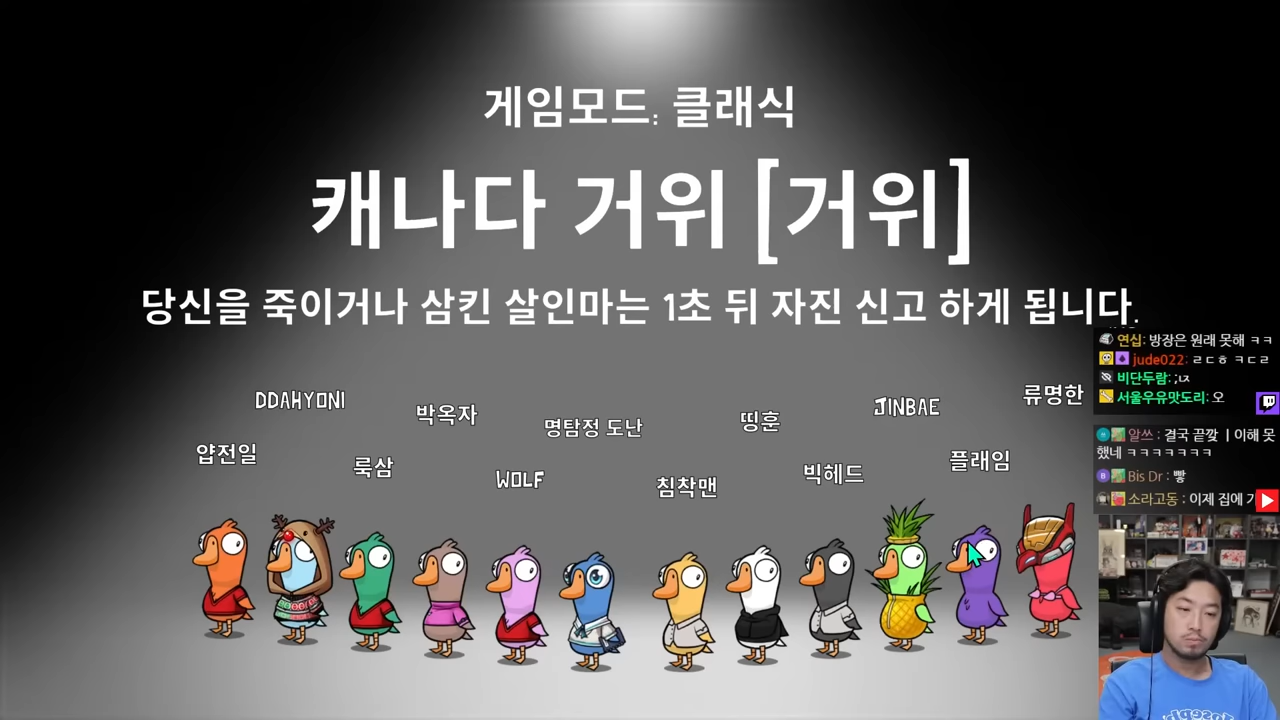 게임모드: 클래식
캐나다 거위 [거위]
당신을 죽이거나 삼킨 살인마는 1초 뒤 자진 신고 하게 됩니다.
연십: 방장은 원래 못해 ㅋㅋ
jude022: ㄹㄷㅎ ㅋㄷㄹ
비단두람: ;ㄴㅈ
서울우유맛도리: 오
DDAHYONI
박옥자
명탐정 도난
띵훈
JINBAE
류명한
얍전일
룩삼
WOLF
침착맨
빅헤드
플래임
알쓰 : 결국 끝깢 ㅣ이해 못
했네 ㅋㅋㅋㅋㅋㅋㅋ
Bis Dr : 빻
소라고동 : 이제 집에